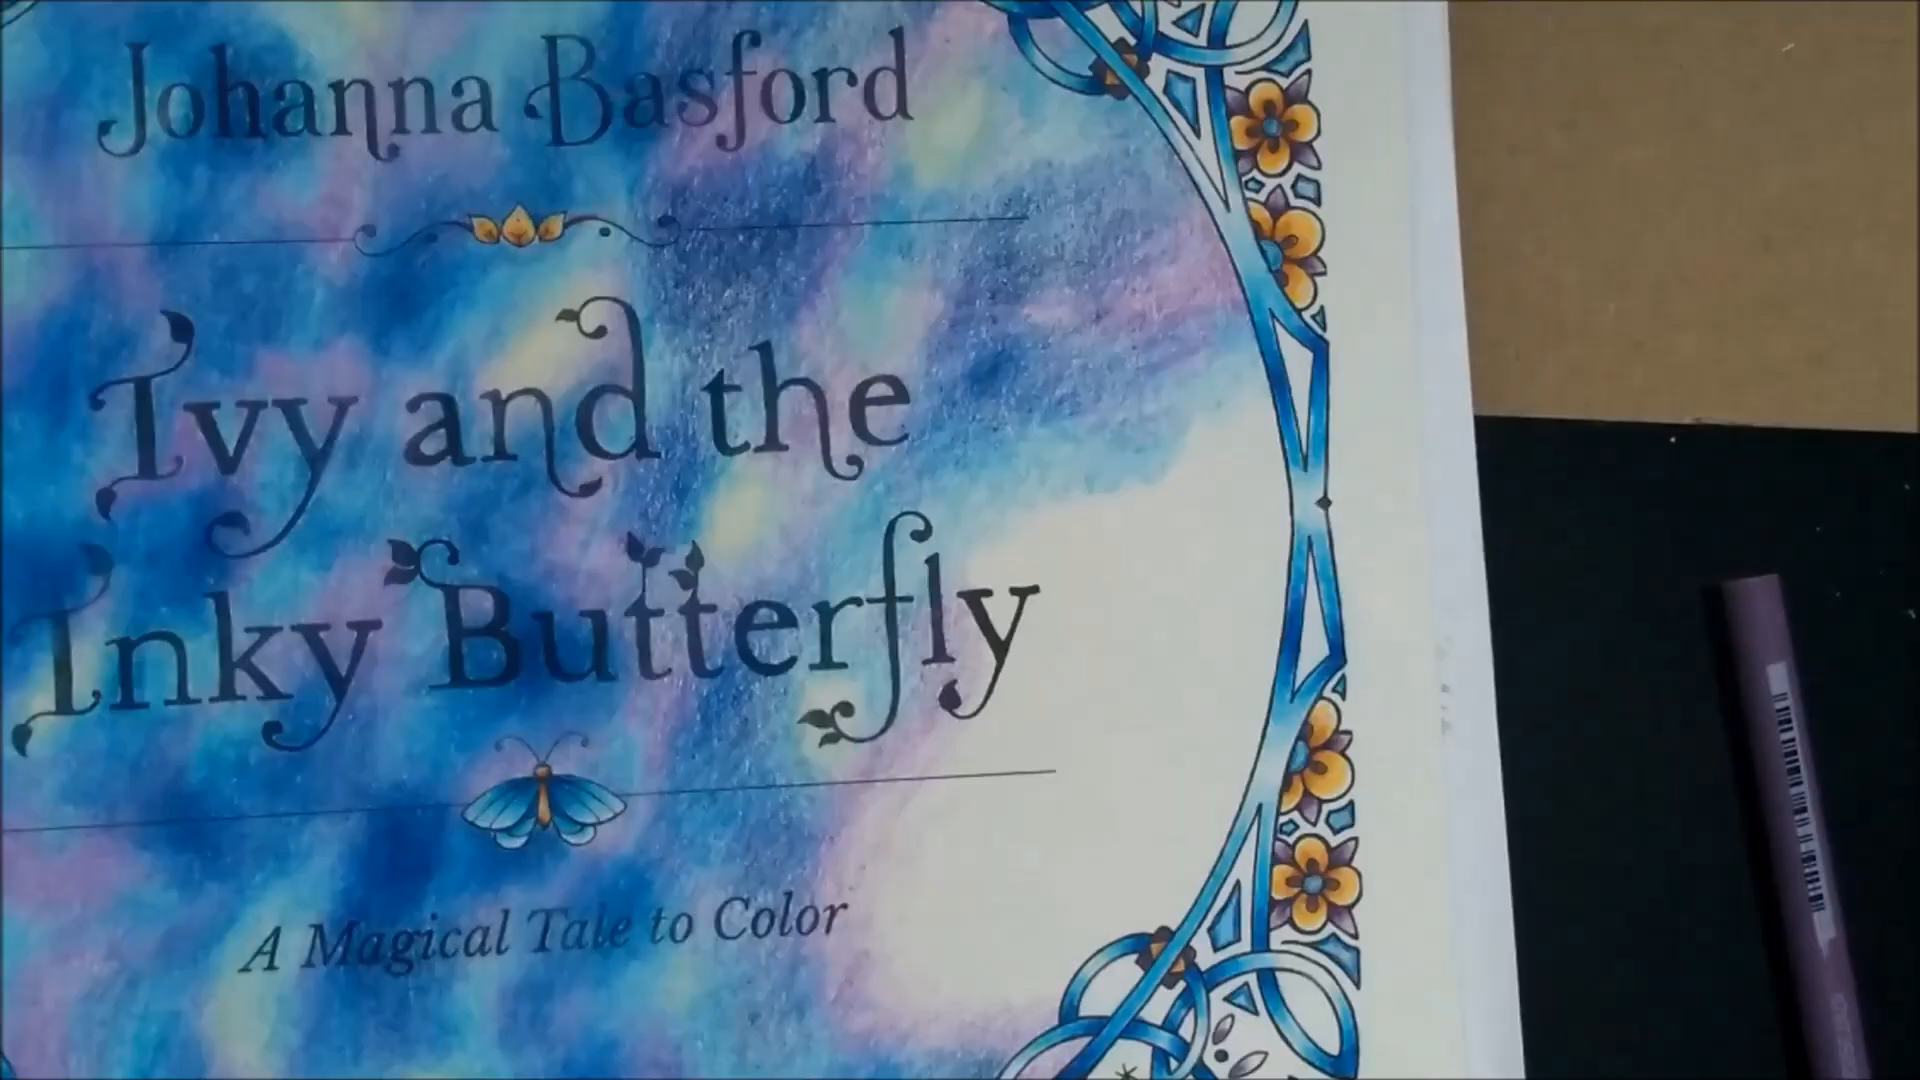 Johanna Basford
Ivy and the
Inky Butterfly
A Magical Tale to Color